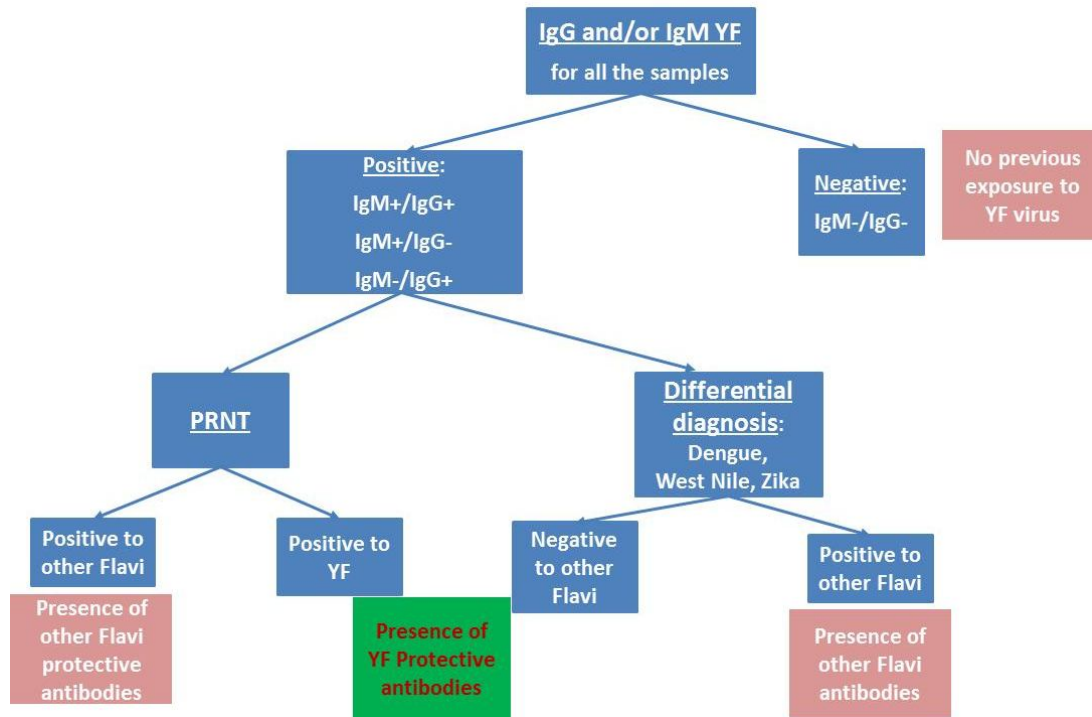 IgG and/or IgM YF
for all the samples
Positive:
IgM+/IgG+
IgM+/IgG-
IgM-/IgG+
Negative:
IgM-/IgG-
No previous
exposure to
YF virus
PRNT
Differential
diagnosis:
Dengue,
West Nile, Zika
Positive to
other Flavi
Positive to
YF
Negative
to other
Flavi
Positive to
other Flavi
Presence of
other Flavi
protective
antibodies
Presence of
YF Protective
antibodies
Presence of
other Flavi
antibodies